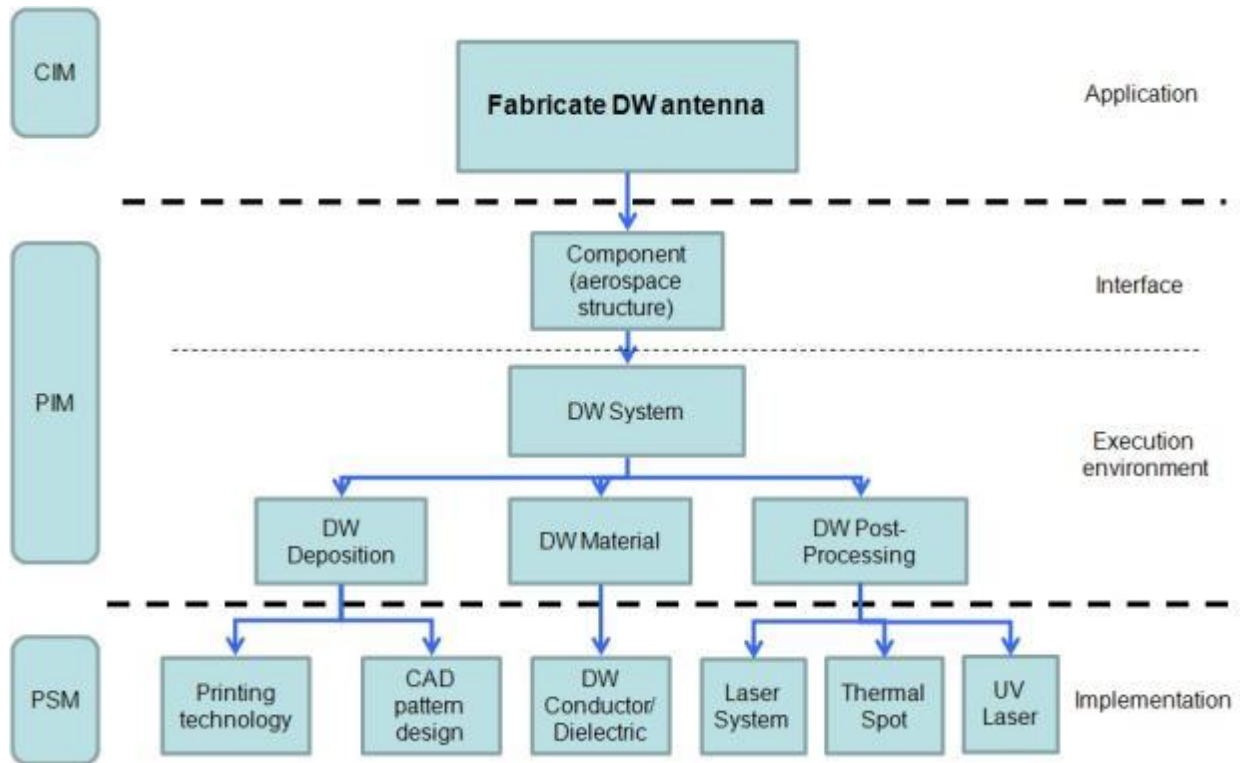 CIM
Fabricate DW antenna
Application
Component
(aerospace
structure)
Interface
PIM
DW System
Execution
environment
DW
Deposition
DW Material
DW Post-
Processing
PSM
Printing
technology
CAD
pattern
design
DW
Conductor/
Dielectric
Laser
System
Thermal
Spot
UV
Laser
Implementation